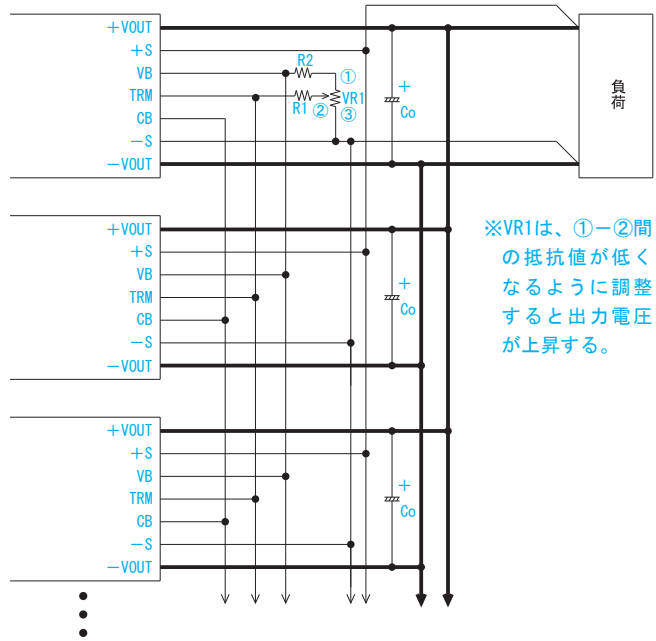 +VOUT
+S
VB
TRM
CB
−S
−VOUT
R2
①
R1 ② VR1
③
+
Co
負荷
+VOUT
+S
VB
TRM
CB
−S
−VOUT
+
Co
※VR1は、①−②間
の抵抗値が低く
なるように調整
すると出力電圧
が上昇する。
+VOUT
+S
VB
TRM
CB
−S
−VOUT
+
Co